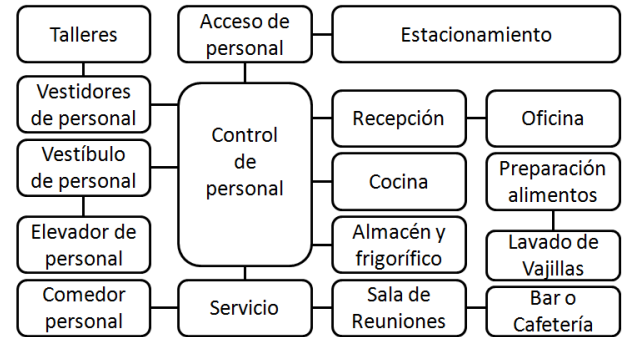 Talleres
Acceso de
personal
Estacionamiento
Vestidores
de personal
Control
de
personal
Recepción
Oficina
Vestíbulo
de personal
Cocina
Preparación
alimentos
Elevador de
personal
Almacén y
frigorífico
Lavado de
Vajillas
Comedor
personal
Servicio
Sala de
Reuniones
Bar o
Cafetería